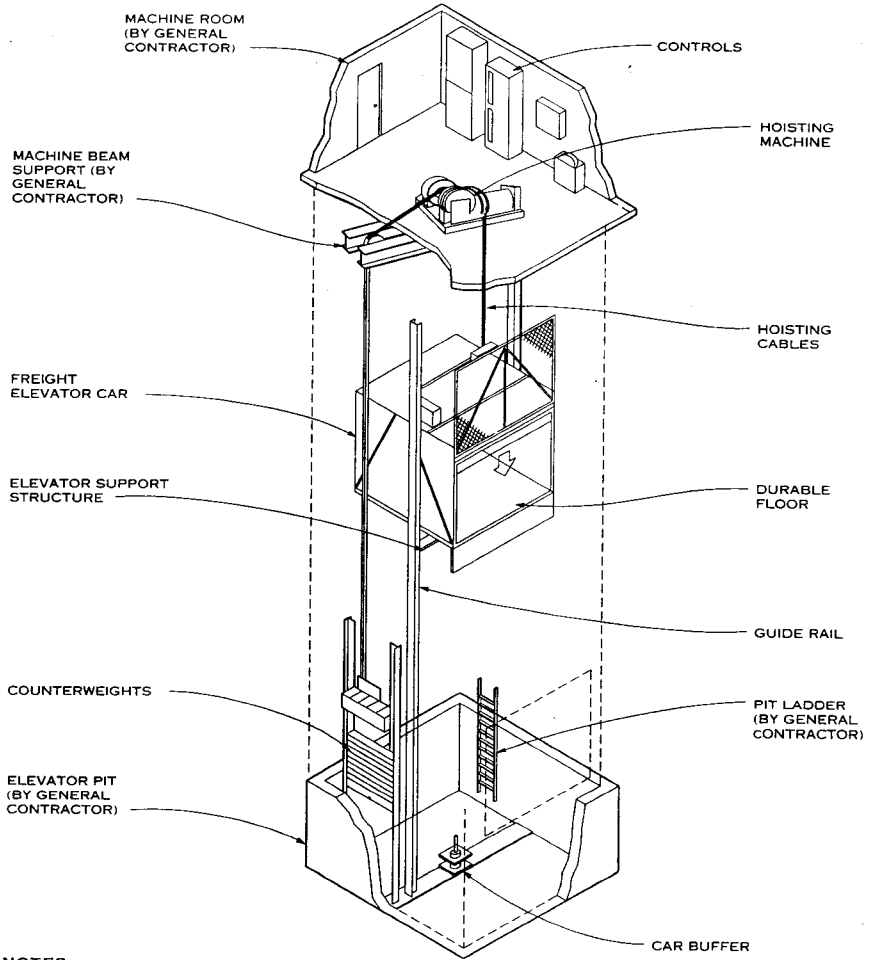 MACHINE ROOM
(BY GENERAL
CONTRACTOR)
CONTROLS
HOISTING
MACHINE
MACHINE BEAM
SUPPORT (BY
GENERAL
CONTRACTOR)
HOISTING
CABLES
FREIGHT
ELEVATOR CAR
ELEVATOR SUPPORT
STRUCTURE
DURABLE
FLOOR
GUIDE RAIL
COUNTERWEIGHTS
PIT LADDER
(BY GENERAL
CONTRACTOR)
ELEVATOR PIT
(BY GENERAL
CONTRACTOR)
CAR BUFFER
NOTES